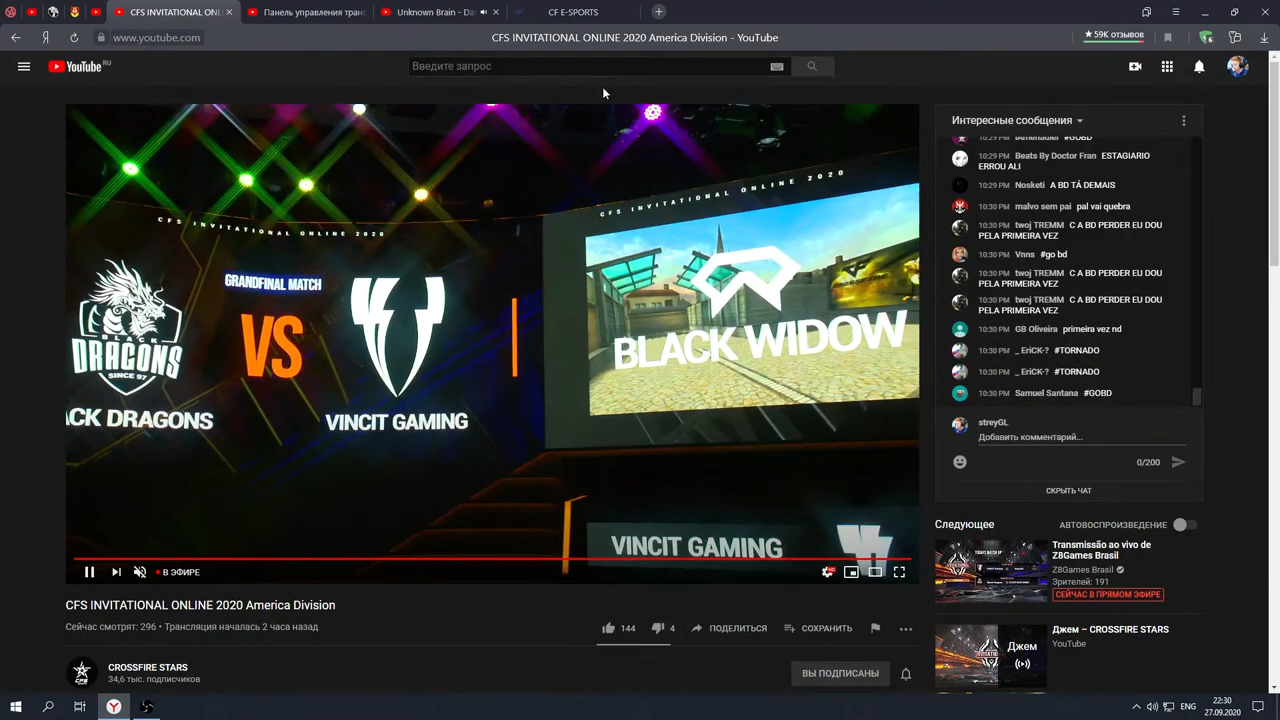 CFS INVITATIONAL ONL
Панель управления тран
Unknown Brain - Da
CF E-SPORTS
www.youtube.com
CFS INVITATIONAL ONLINE 2020 America Division - YouTube
★59K отзывов
YouTube RU
Введите запрос
CFS INVITATIONAL ONLINE 2020
CFS INVITATIONAL ONLINE 2020
GRANDFINAL MATCH
BLACK DRAGONS
SINCE 97
VS
BLACK WIDOW
ACK DRAGONS
VINCIT GAMING
VINCIT GAMING
HD
В ЭФИРЕ
CFS INVITATIONAL ONLINE 2020 America Division
Сейчас смотрят: 296 • Трансляция началась 2 часа назад
144
4
ПОДЕЛИТЬСЯ
СОХРАНИТЬ
CROSSFIRE STARS
34,6 тыс. подписчиков
ВЫ ПОДПИСАНЫ
Интересные сообщения
#GOBD
10:29 PM Beats By Doctor Fran ESTAGIARIO
ERROU ALI
10:29 PM Nosketi A BD TÁ DEMAIS
10:30 PM malvo sem pai pal vai quebra
10:30 PM twoj TREMM C A BD PERDER EU DOU
PELA PRIMEIRA VEZ
10:30 PM Vnns #go bd
10:30 PM twoj TREMM C A BD PERDER EU DOU
PELA PRIMEIRA VEZ
10:30 PM twoj TREMM C A BD PERDER EU DOU
PELA PRIMEIRA VEZ
10:30 PM GB Oliveira primeira vez nd
10:30 PM _ EriCK-? #TORNADO
10:30 PM _ EriCK-? #TORNADO
10:30 PM Samuel Santana #GOBD
streyGL
Добавить комментарий...
0/200
СКРЫТЬ ЧАТ
Следующее
АВТОВОСПРОИЗВЕДЕНИЕ
Transmissão ao vivo de
Z8Games Brasil
Z8Games Brasil
Зрителей: 191
СЕЙЧАС В ПРЯМОМ ЭФИРЕ
Джем
Джем – CROSSFIRE STARS
YouTube
ENG
22:30
27.09.2020